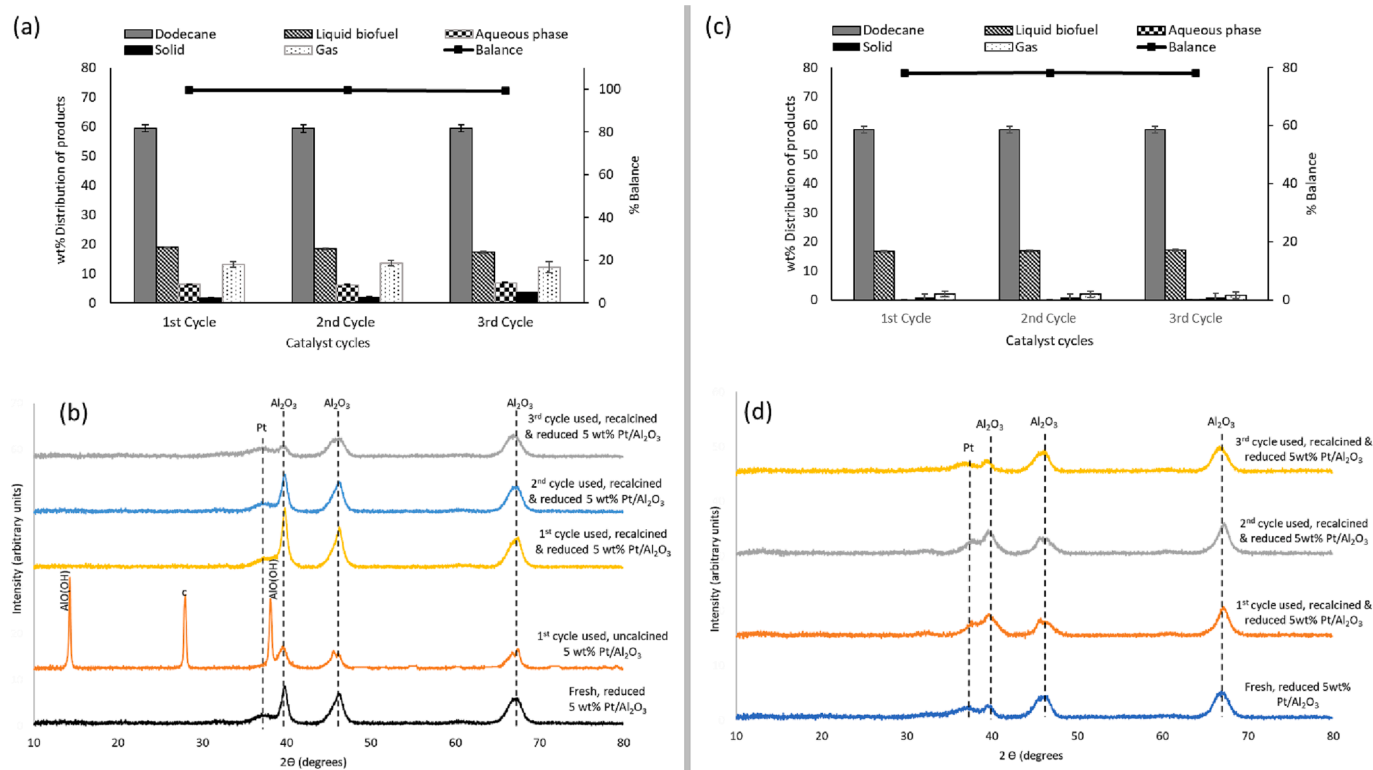 (a)
Dodecane Liquid biofuel Aqueous phase
Solid Gas Balance
wt% Distribution of products
80
70
60
50
40
30
20
10
0
100
80
60
40
20
0
% Balance
1st Cycle 2nd Cycle 3rd Cycle
Catalyst cycles
(b)
Intensity (arbitrary units)
Pt Al₂O₃ Al₂O₃ Al₂O₃
3rd cycle used, recalcined
& reduced 5 wt% Pt/Al₂O₃
2nd cycle used, recalcined
& reduced 5 wt% Pt/Al₂O₃
1st cycle used, recalcined
& reduced 5 wt% Pt/Al₂O₃
AlO(OH) c AlO(OH)
1st cycle used, uncalcined
5 wt% Pt/Al₂O₃
Fresh, reduced
5 wt% Pt/Al₂O₃
10 20 30 40 50 60 70 80
2Θ (degrees)
(c)
Dodecane Liquid biofuel Aqueous phase
Solid Gas Balance
wt% Distribution of products
80
70
60
50
40
30
20
10
0
80
60
40
20
0
% Balance
1st Cycle 2nd Cycle 3rd Cycle
Catalyst cycles
(d)
Intensity (arbitrary units)
Pt Al₂O₃ Al₂O₃ Al₂O₃
3rd cycle used, recalcined &
reduced 5wt% Pt/Al₂O₃
2nd cycle used, recalcined
& reduced 5wt% Pt/Al₂O₃
1st cycle used, recalcined &
reduced 5wt% Pt/Al₂O₃
Fresh, reduced 5wt%
Pt/Al₂O₃
10 20 30 40 50 60 70 80
2 Θ (degrees